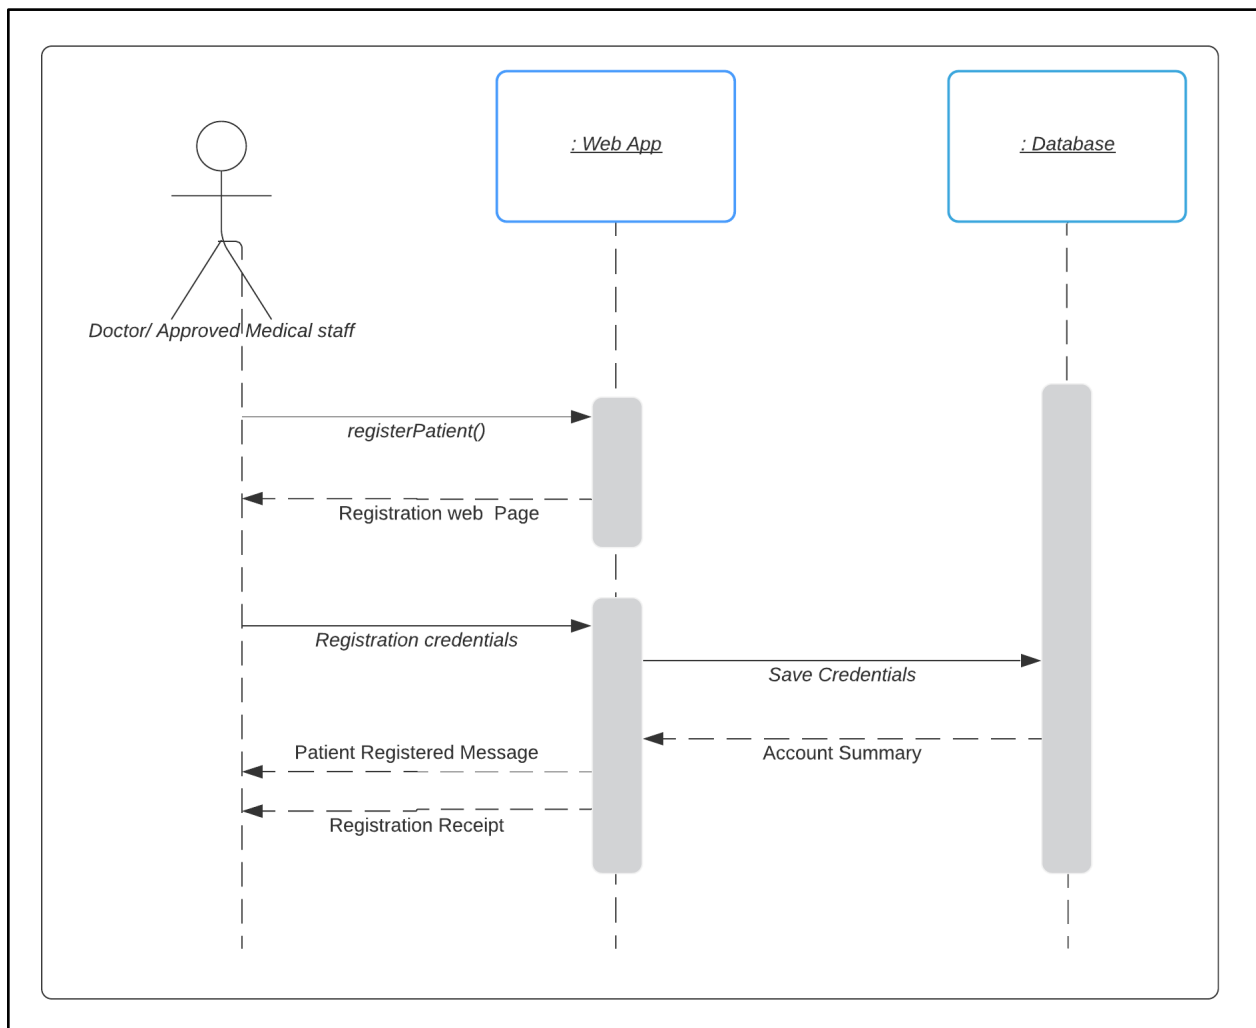 : Web App
: Database
Doctor/ Approved Medical staff
registerPatient()
Registration web  Page
Registration credentials
Save Credentials
Patient Registered Message
Account Summary
Registration Receipt